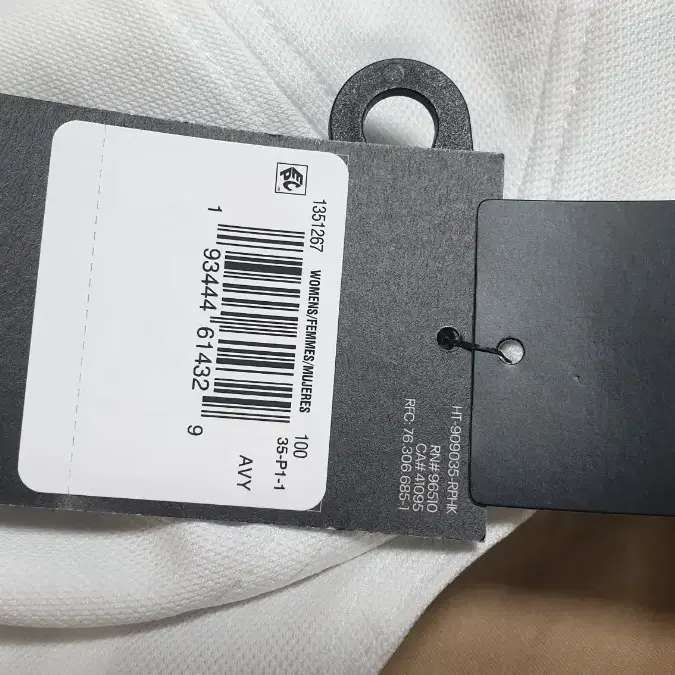 EPC
1351267 WOMENS/FEMMES/MUJERES 100
1 93444 61432 9
35-P1-1
AVY
HT-909035-RPHK
RN# 96510
CA# 41095
RFC: 76.306.685-1